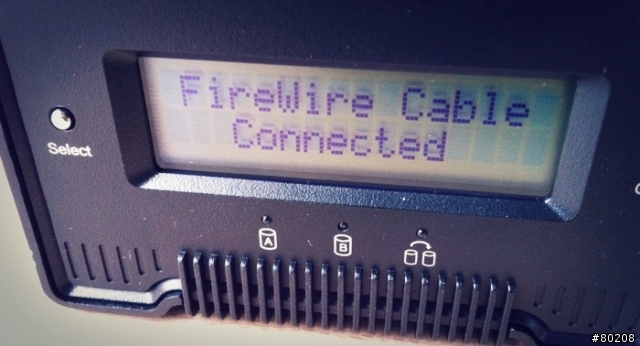 FireWire Cable
Connected
Select
A
B
#80208